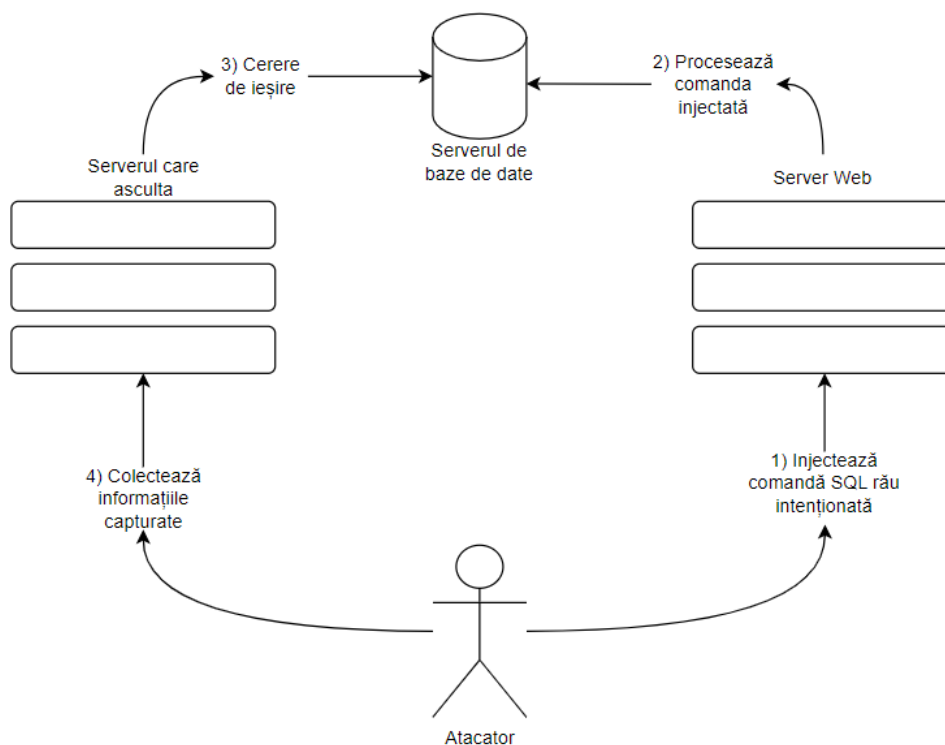 3) Cerere
de ieșire
2) Procesează
comanda
injectată
Serverul de
baze de date
Serverul care
asculta
Server Web
4) Colectează
informațiile
capturate
1) Injectează
comandă SQL rău
intenționată
Atacator